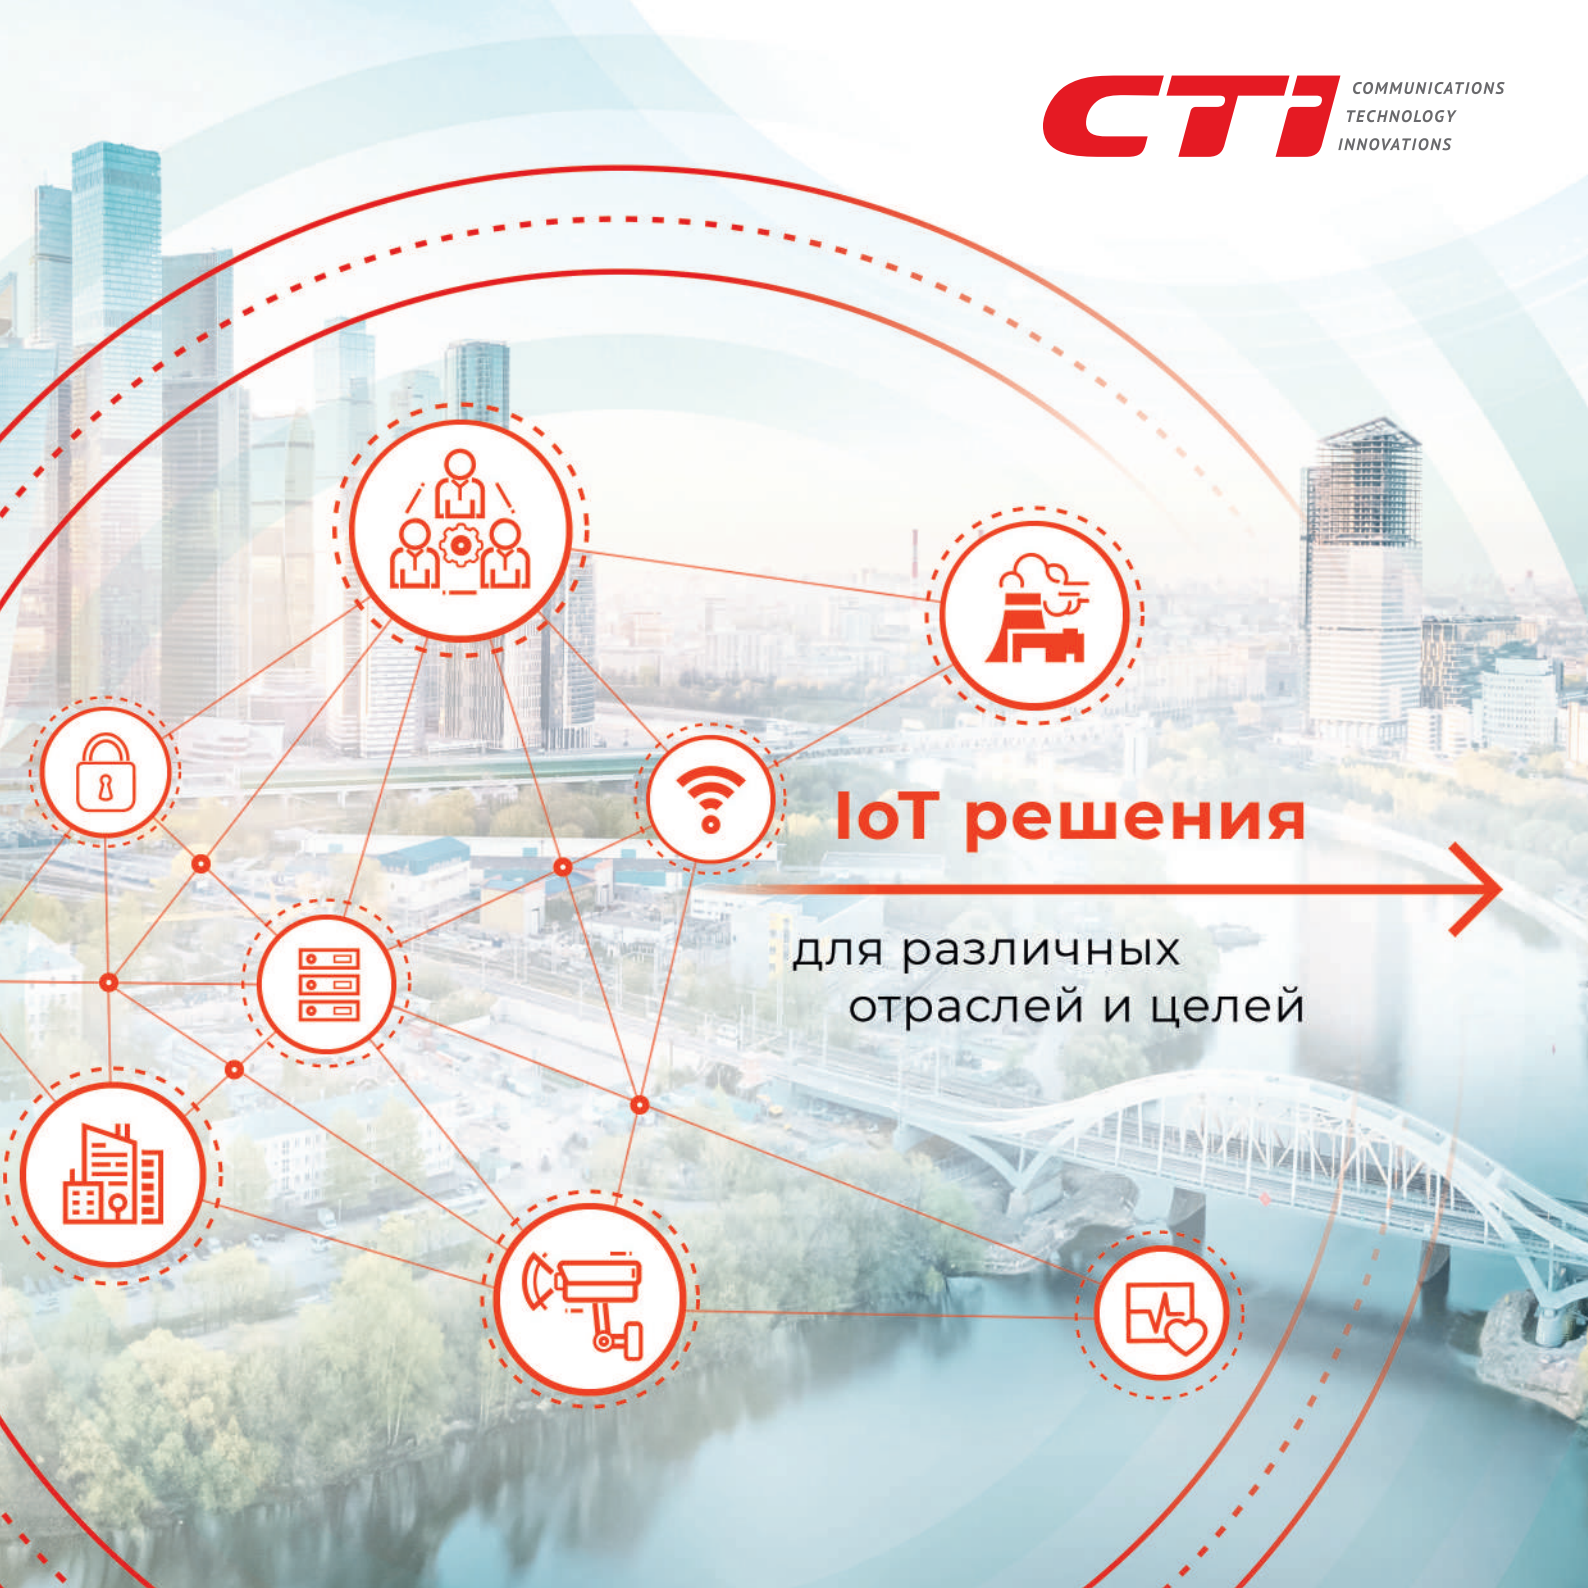 CTI
COMMUNICATIONS
TECHNOLOGY
INNOVATIONS
IoT решения
для различных
отраслей и целей